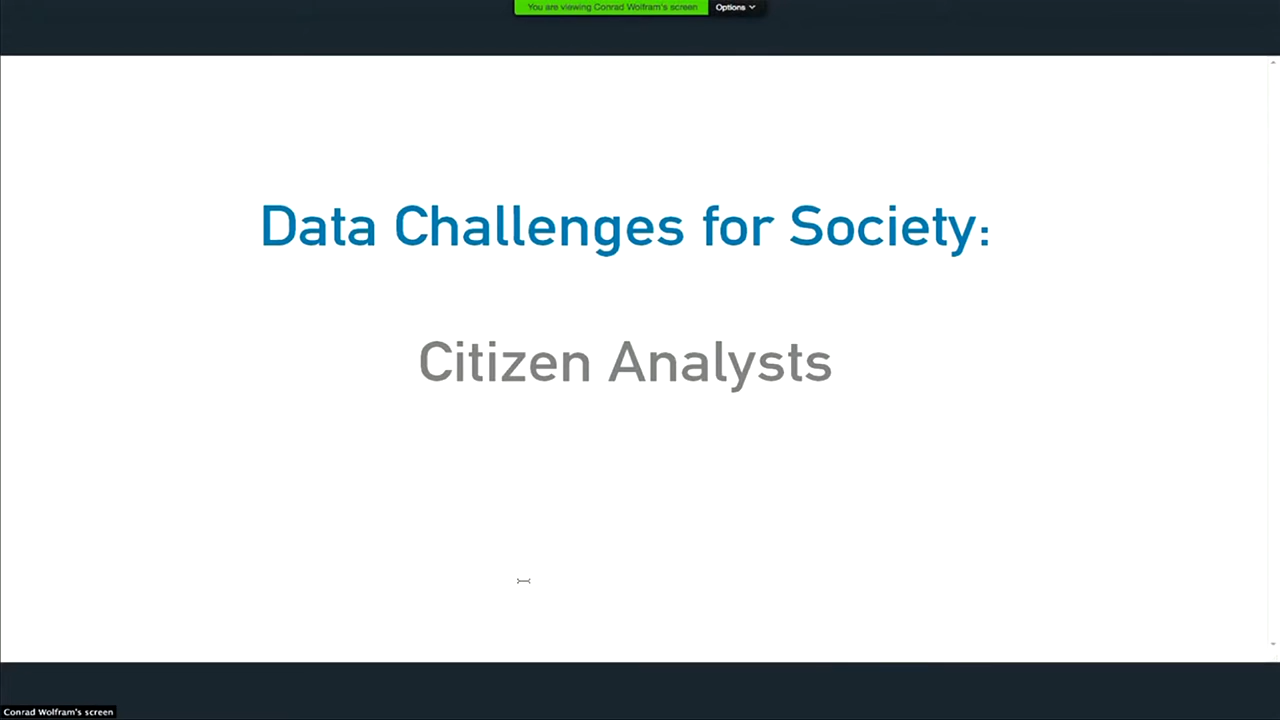 You are viewing Conrad Wolfram's screen Options
Data Challenges for Society:
Citizen Analysts
Conrad Wolfram's screen